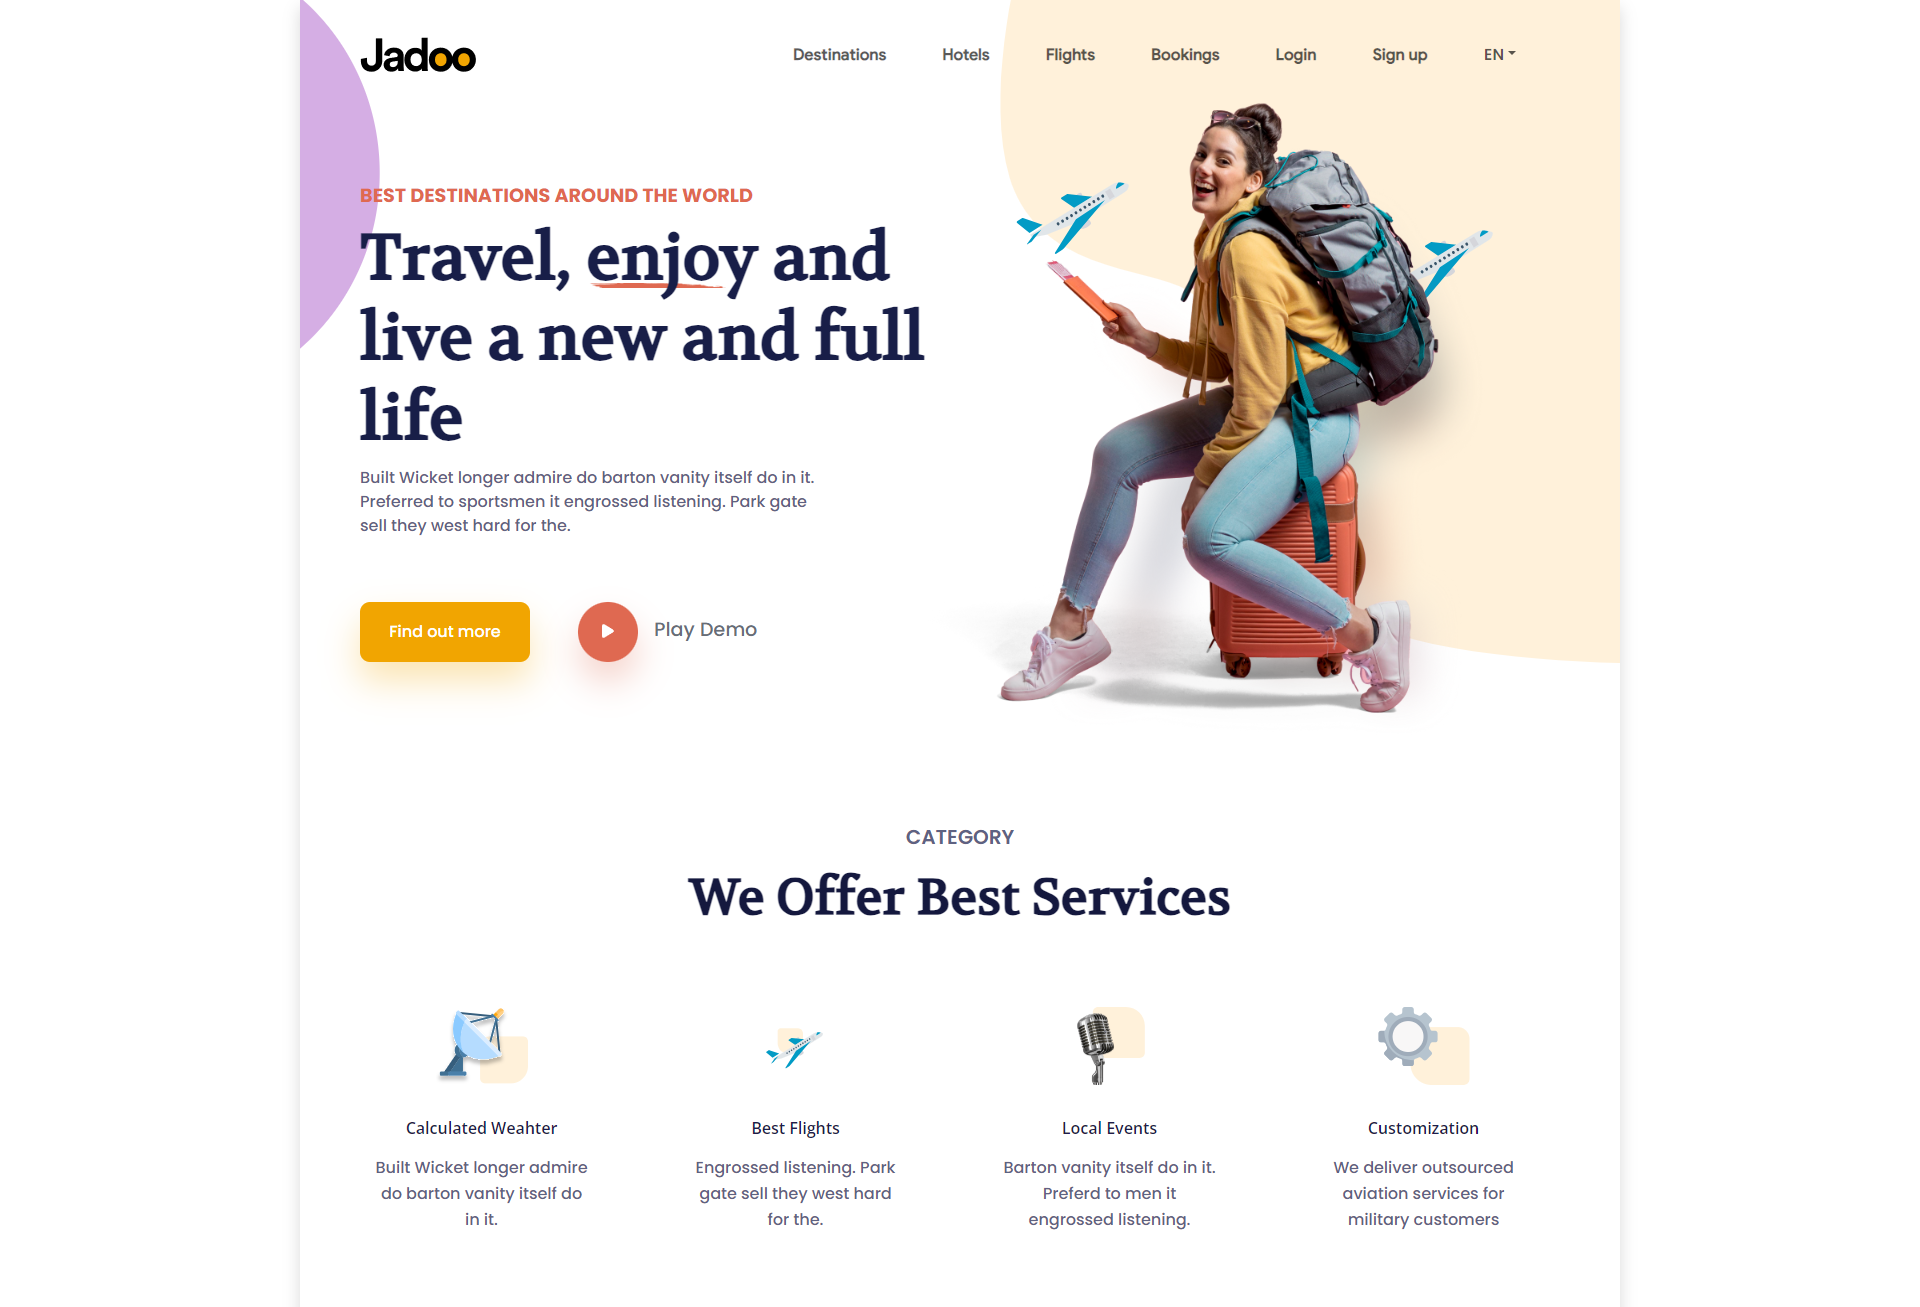 Jadoo
Destinations Hotels Flights Bookings Login Sign up EN
BEST DESTINATIONS AROUND THE WORLD
Travel, enjoy and
live a new and full
life
Built Wicket longer admire do barton vanity itself do in it.
Preferred to sportsmen it engrossed listening. Park gate
sell they west hard for the.
Find out more
Play Demo
CATEGORY
We Offer Best Services
Calculated Weahter
Built Wicket longer admire
do barton vanity itself do
in it.
Best Flights
Engrossed listening. Park
gate sell they west hard
for the.
Local Events
Barton vanity itself do in it.
Preferd to men it
engrossed listening.
Customization
We deliver outsourced
aviation services for
military customers